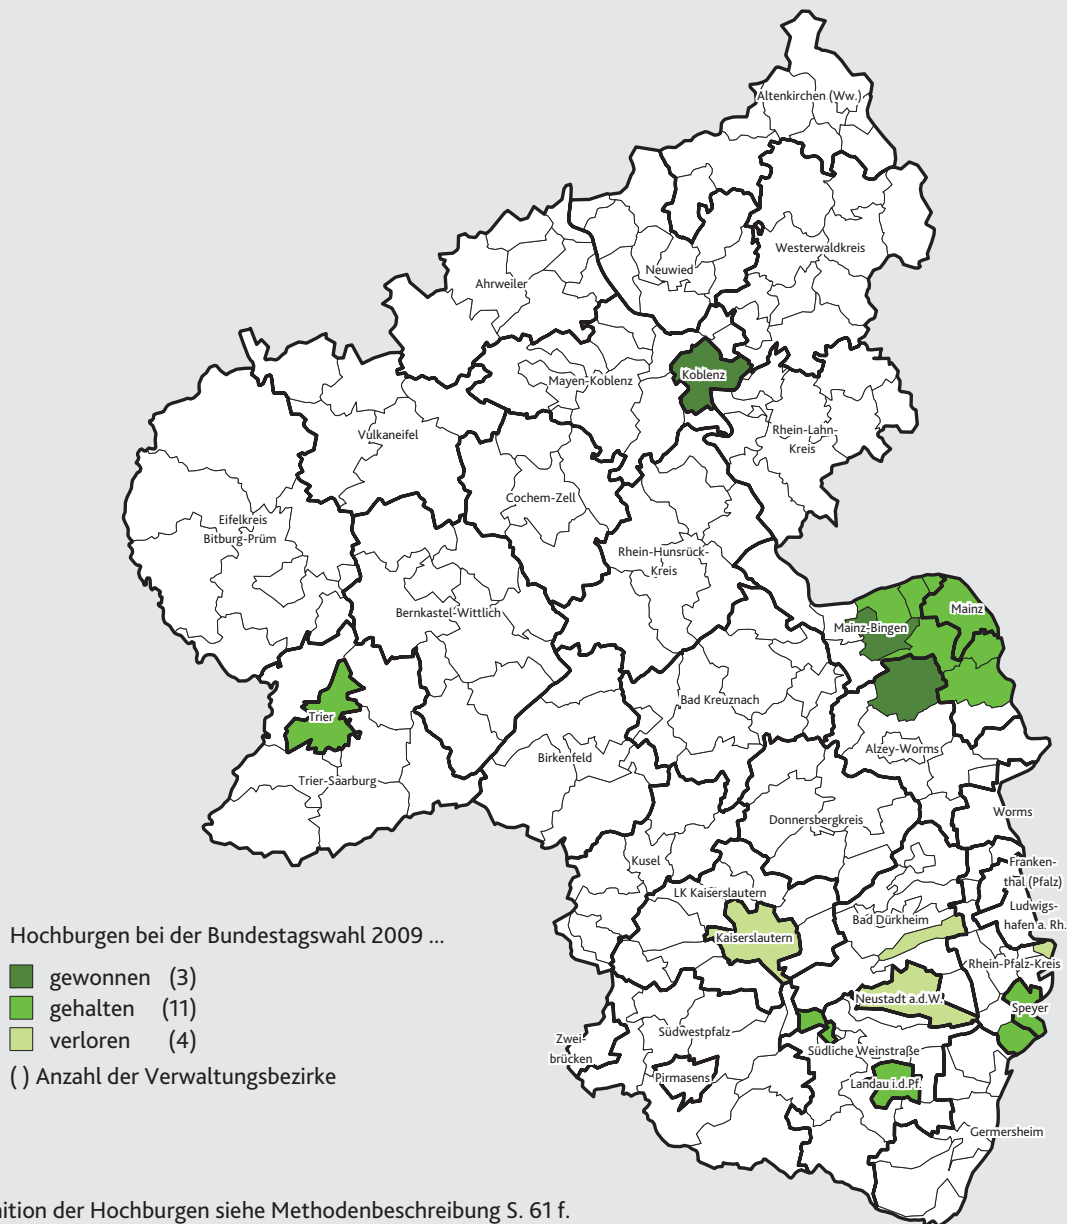 Altenkirchen (Ww.)
Westerwaldkreis
Neuwied
Ahrweiler
Koblenz
Mayen-Koblenz
Rhein-Lahn-
Kreis
Vulkaneifel
Cochem-Zell
Eifelkreis
Bitburg-Prüm
Rhein-Hunsrück-
Kreis
Bernkastel-Wittlich
Mainz
Mainz-Bingen
Bad Kreuznach
Trier
Alzey-Worms
Birkenfeld
Trier-Saarburg
Worms
Donnersbergkreis
Kusel
Franken-
thal (Pfalz)
LK Kaiserslautern
Ludwigs-
hafen a. Rh.
Bad Dürkheim
Kaiserslautern
Rhein-Pfalz-Kreis
Neustadt a.d.W.
Speyer
Südwestpfalz
Zwei-
brücken
Südliche Weinstraße
Pirmasens
Landau i.d.Pf.
Germersheim
Hochburgen bei der Bundestagswahl 2009 ...
gewonnen (3)
gehalten (11)
verloren (4)
( ) Anzahl der Verwaltungsbezirke
nition der Hochburgen siehe Methodenbeschreibung S. 61 f.